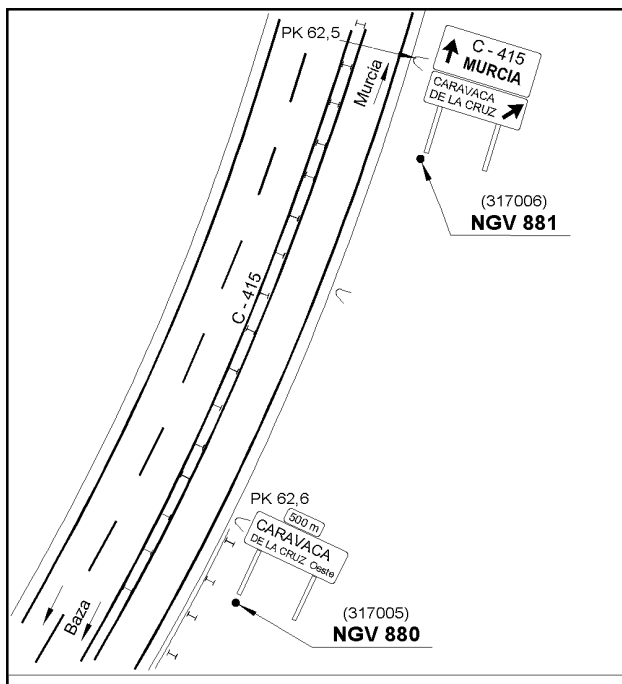 PK 62,5
C - 415
MURCIA
CARAVACA
DE LA CRUZ
Murcia
(317006)
NGV 881
C - 415
PK 62,6
500 m
CARAVACA
DE LA CRUZ Oeste
Baza
(317005)
NGV 880